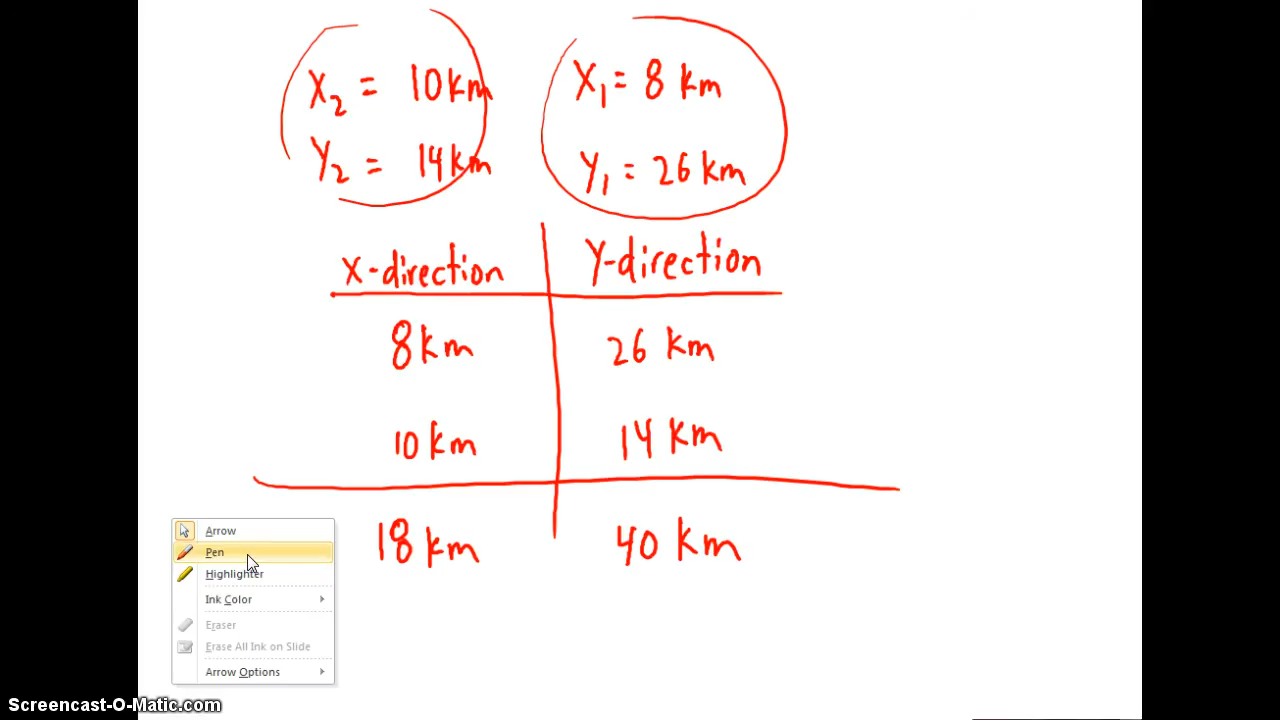 X₂ = 10km X₁ = 8 km
Y₂ = 14km Y₁ = 26 km
X-direction Y-direction
8km 26 km
10 km 14 km
18 km 40 km
Arrow
Pen
Highlighter
Ink Color
Eraser
Erase All Ink on Slide
Arrow Options
Screencast-O-Matic.com